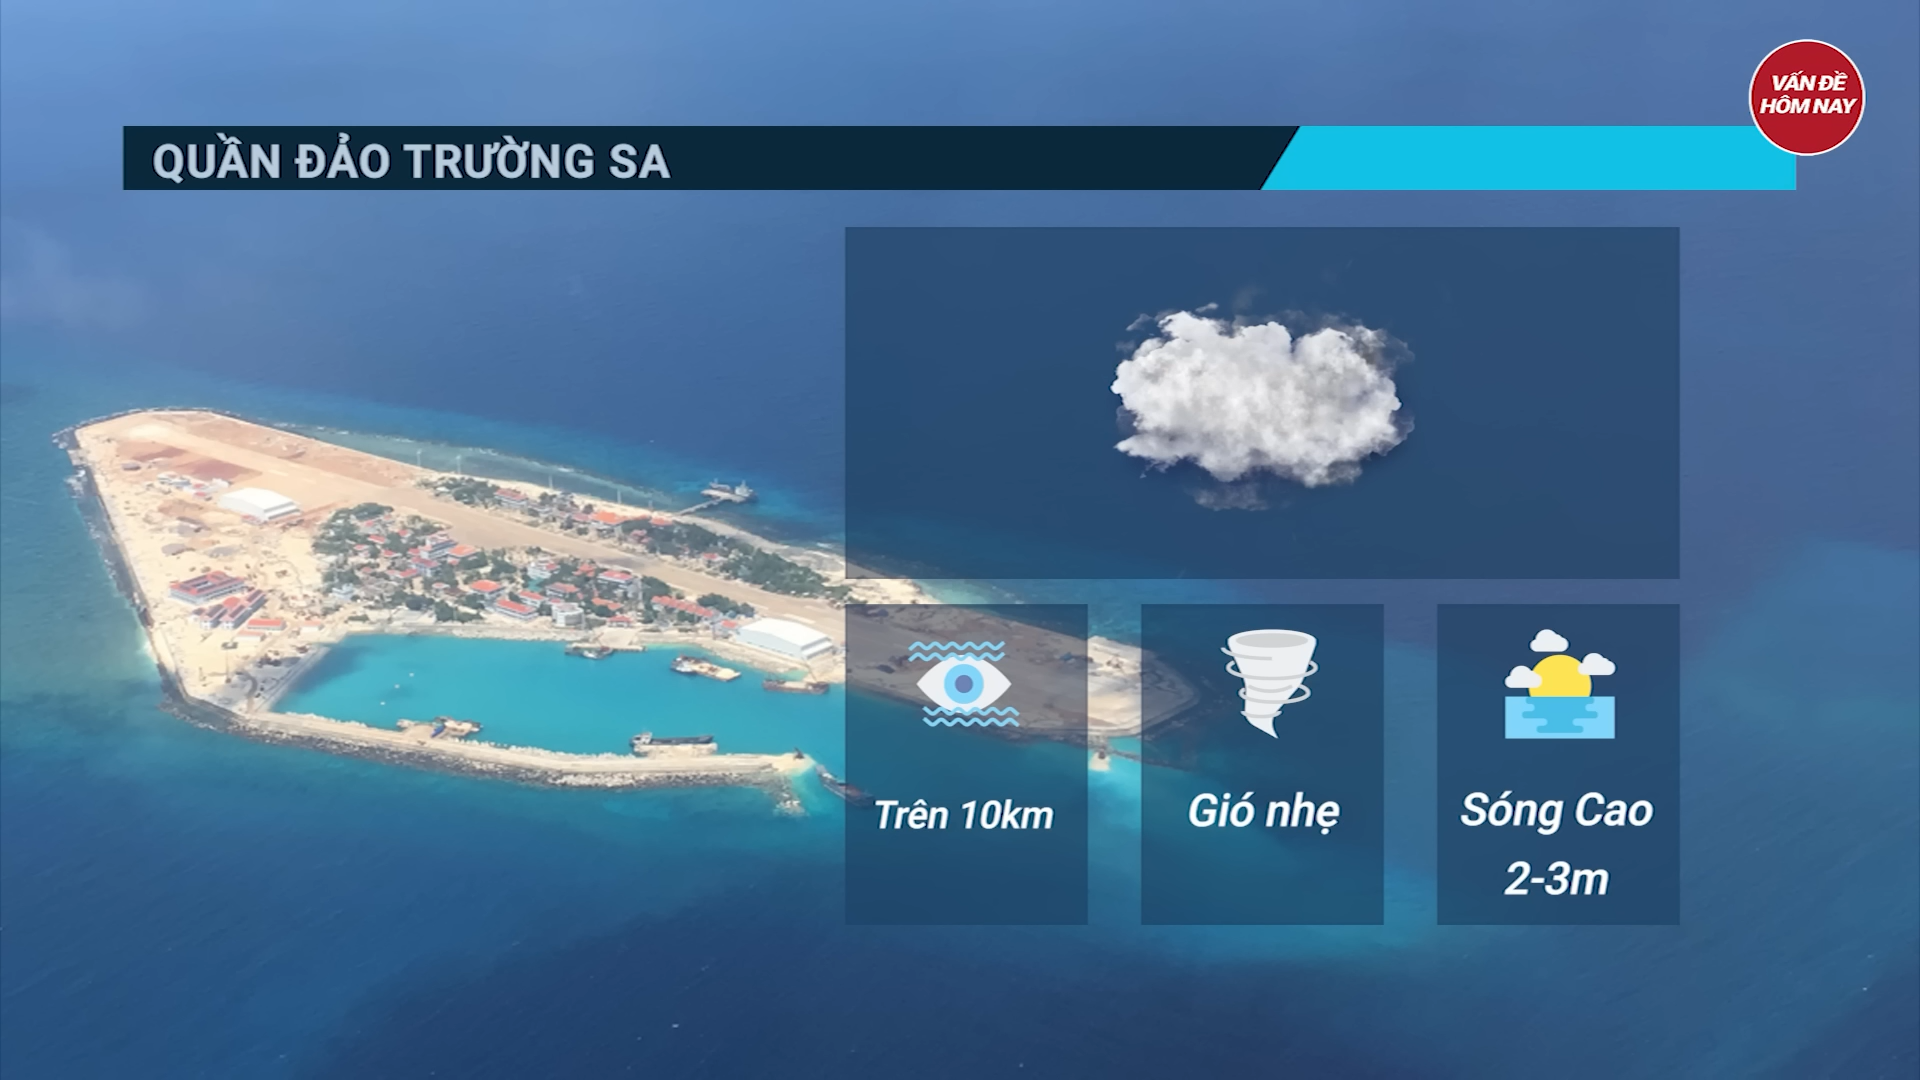 VẤN ĐỀ
HÔM NAY
QUẦN ĐẢO TRƯỜNG SA
Trên 10km
Gió nhẹ
Sóng Cao
2-3m